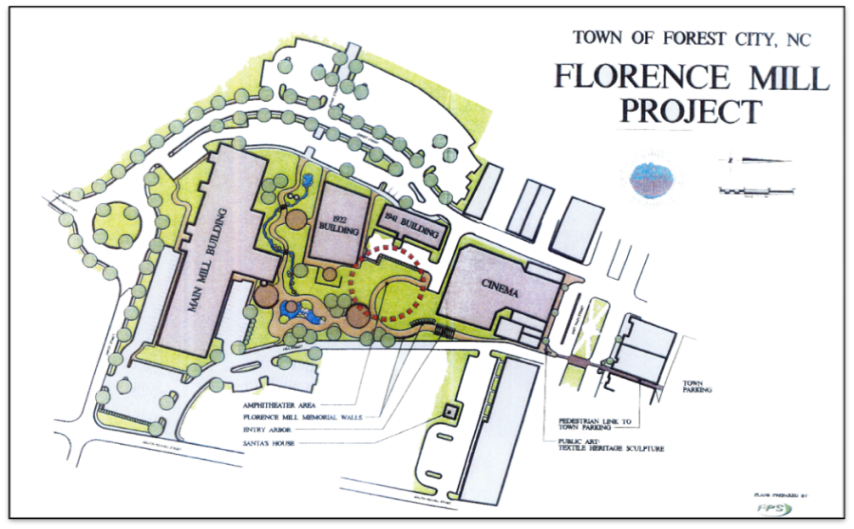 TOWN OF FOREST CITY, NC
FLORENCE MILL
PROJECT
MAIN MILL BUILDING
1922
BUILDING
1941 BUILDING
CINEMA
AMPHITHEATER AREA
FLORENCE MILL MEMORIAL WALLS
ENTRY ARBOR
SANTA'S HOUSE
TOWN
PARKING
PEDESTRIAN LINK TO
TOWN PARKING
PUBLIC ART:
TEXTILE HERITAGE SCULPTURE
PLANS PREPARED BY
FPS